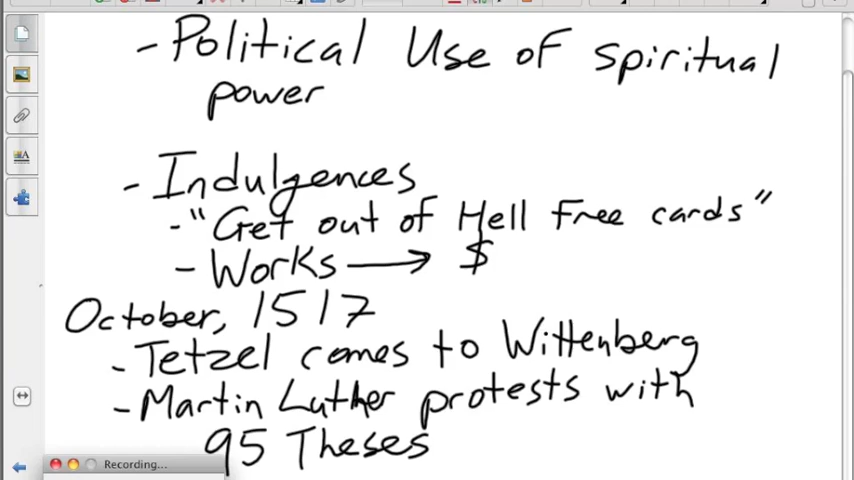 - Political Use of spiritual
power
- Indulgences
- "Get out of Hell Free cards"
- Works → $
October, 1517
- Tetzel comes to Wittenberg
- Martin Luther protests with
95 Theses
Recording...